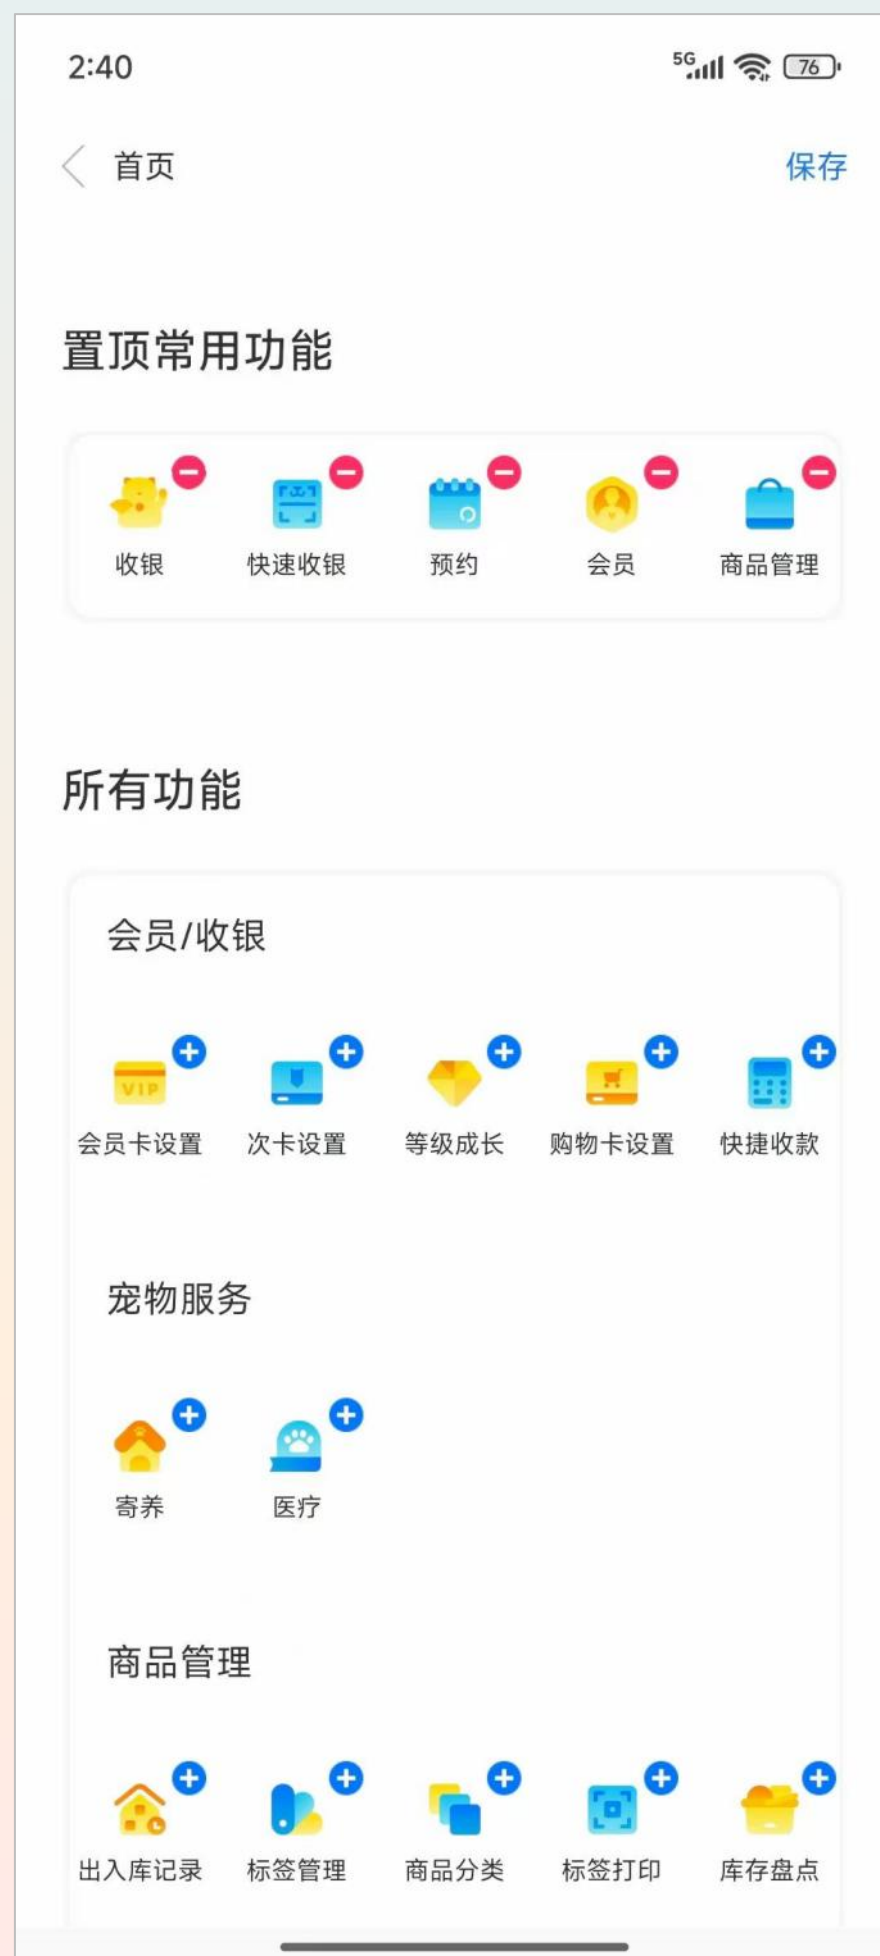 2:40
5G
76
首页
保存
置顶常用功能
收银
快速收银
预约
会员
商品管理
所有功能
会员/收银
VIP
会员卡设置
次卡设置
等级成长
购物卡设置
快捷收款
宠物服务
寄养
医疗
商品管理
出入库记录
标签管理
商品分类
标签打印
库存盘点